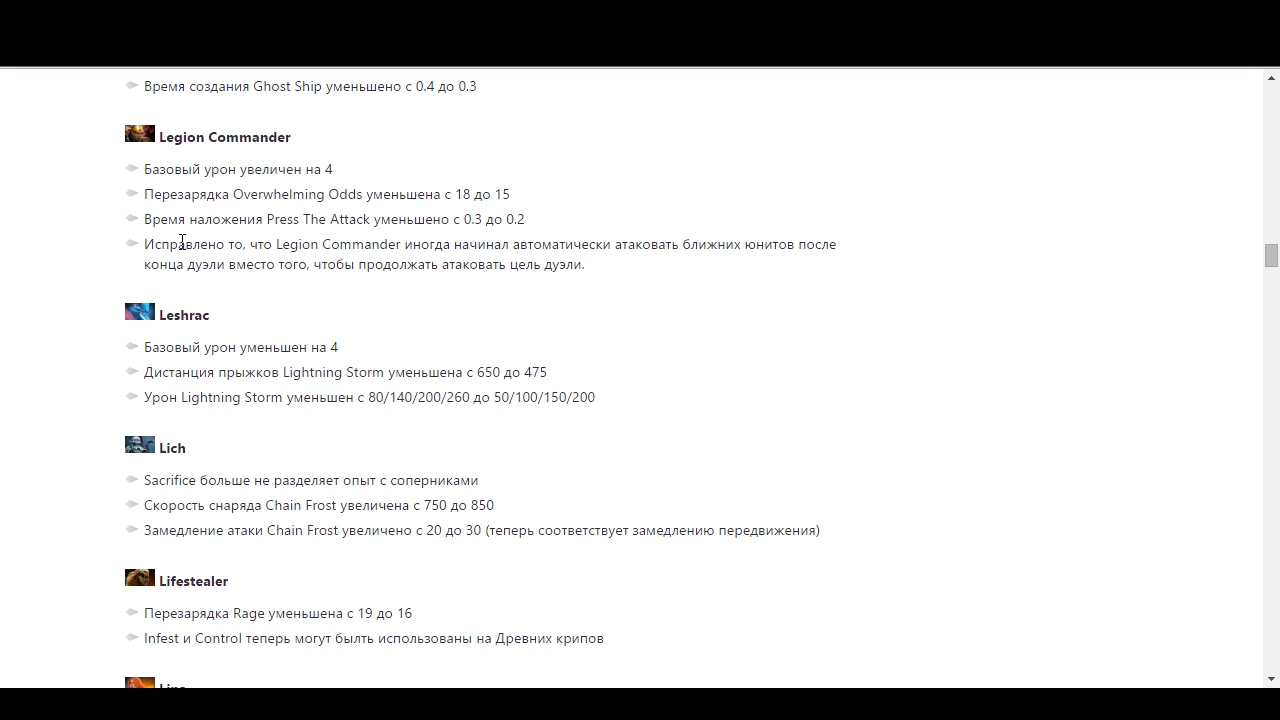 Время создания Ghost Ship уменьшено с 0.4 до 0.3
Legion Commander
Базовый урон увеличен на 4
Перезарядка Overwhelming Odds уменьшена с 18 до 15
Время наложения Press The Attack уменьшено с 0.3 до 0.2
Исправлено то, что Legion Commander иногда начинал автоматически атаковать ближних юнитов после
конца дуэли вместо того, чтобы продолжать атаковать цель дуэли.
Leshrac
Базовый урон уменьшен на 4
Дистанция прыжков Lightning Storm уменьшена с 650 до 475
Урон Lightning Storm уменьшен с 80/140/200/260 до 50/100/150/200
Lich
Sacrifice больше не разделяет опыт с соперниками
Скорость снаряда Chain Frost увеличена с 750 до 850
Замедление атаки Chain Frost увеличено с 20 до 30 (теперь соответствует замедлению передвижения)
Lifestealer
Перезарядка Rage уменьшена с 19 до 16
Infest и Control теперь могут былть использованы на Древних крипов